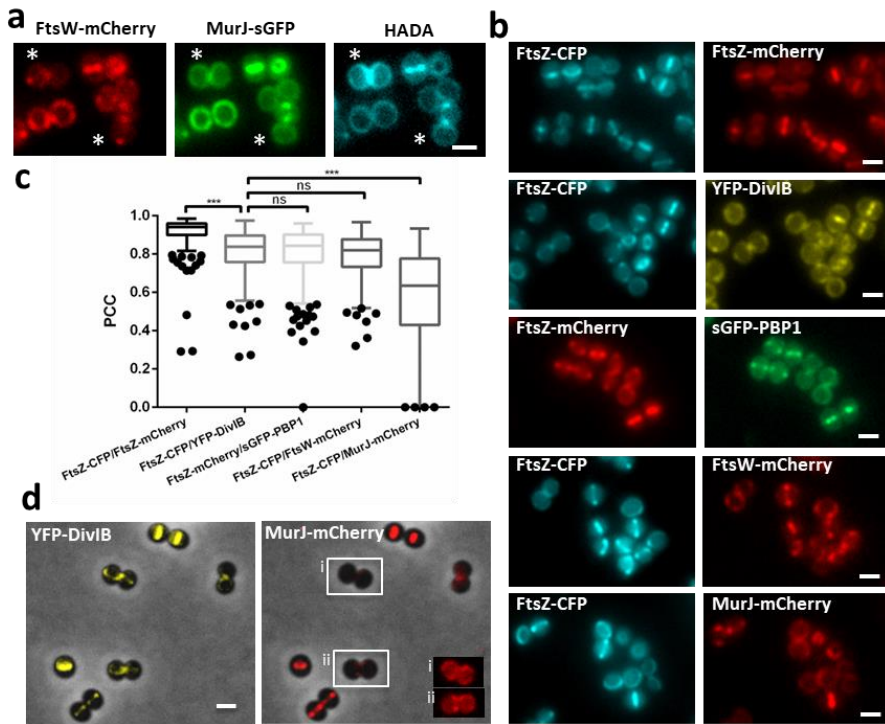 a
FtsW-mCherry MurJ-sGFP HADA
* * *
* * *
b
FtsZ-CFP FtsZ-mCherry
FtsZ-CFP YFP-DivIB
FtsZ-mCherry sGFP-PBP1
FtsZ-CFP FtsW-mCherry
FtsZ-CFP MurJ-mCherry
c
***
ns
*** ns
1.0
0.8
0.6
0.4
0.2
0.0
PCC
FtsZ-CFP/FtsZ-mCherry
FtsZ-CFP/YFP-DivIB
FtsZ-mCherry/sGFP-PBP1
FtsZ-CFP/FtsW-mCherry
FtsZ-CFP/MurJ-mCherry
d
YFP-DivIB MurJ-mCherry
i
ii
i
ii